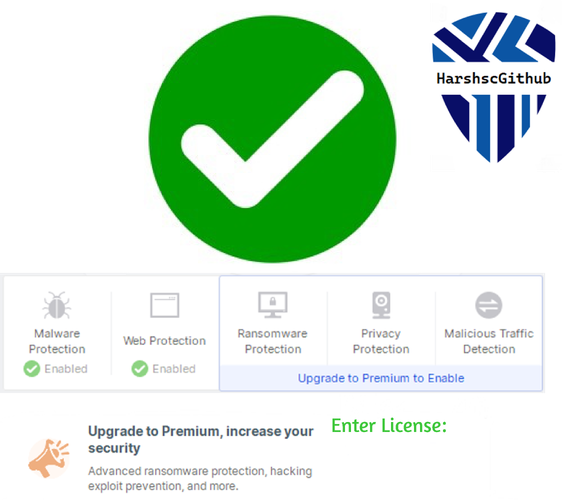 HarshscGithub
Malware
Protection
Enabled
Web Protection
Enabled
Ransomware
Protection
Privacy
Protection
Malicious Traffic
Detection
Upgrade to Premium to Enable
Upgrade to Premium, increase your
security
Advanced ransomware protection, hacking
exploit prevention, and more.
Enter License: